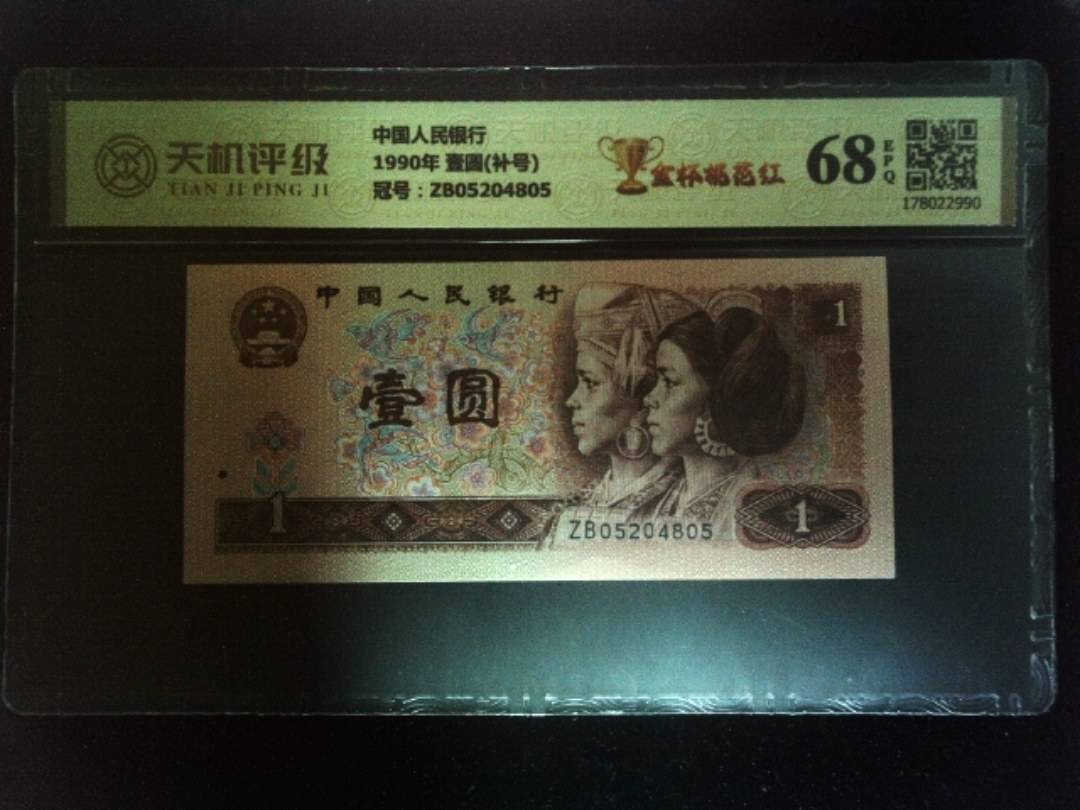 天机评级
TIAN JI PING JI
中国人民银行
1990年 壹圆(补号)
冠号：ZB05204805
金杯桃花红
68
EPQ
178022990
中国人民银行
1
壹圆
1
ZB05204805
1